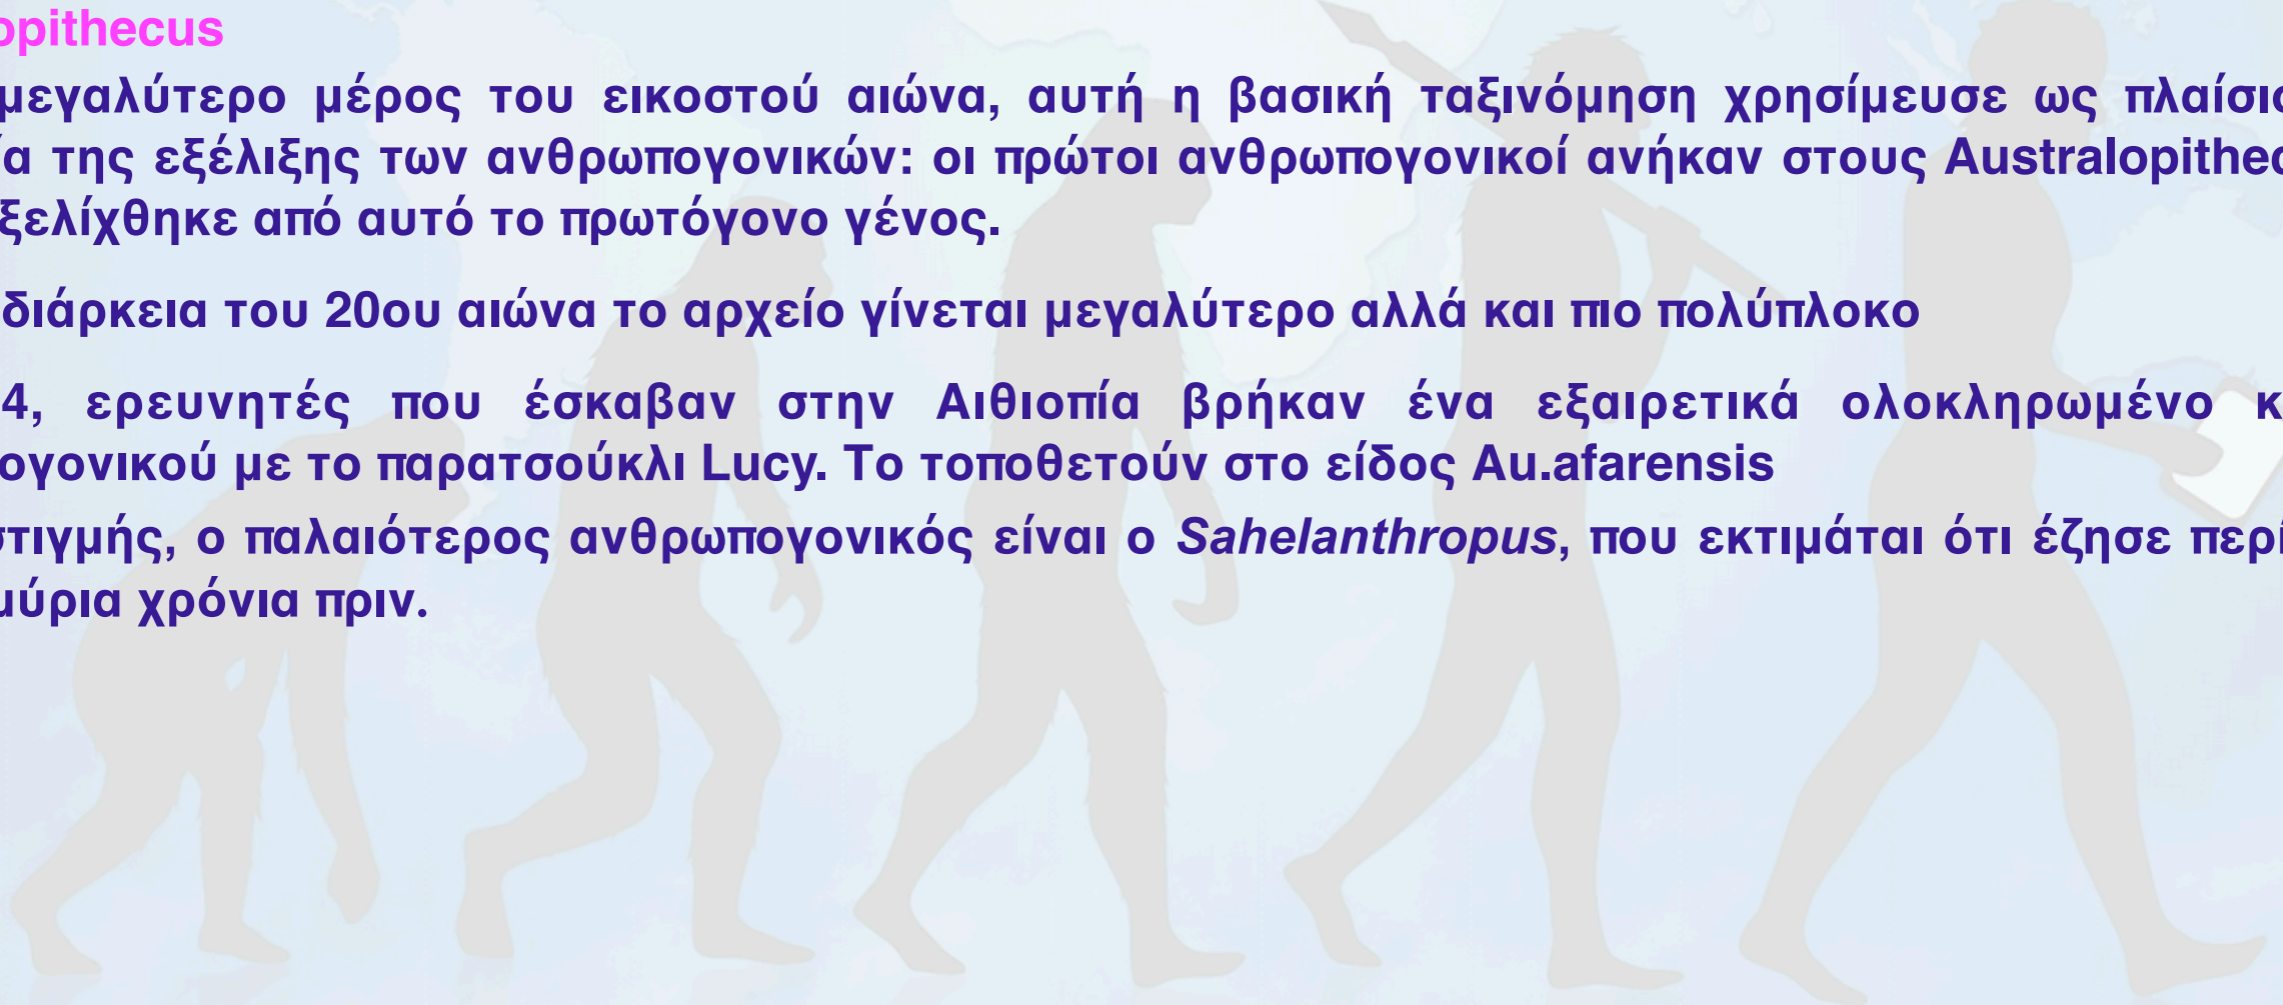 opithecus
μεγαλύτερο μέρος του εικοστού αιώνα, αυτή η βασική ταξινόμηση χρησίμευσε ως πλαίσιο
α της εξέλιξης των ανθρωπογονικών: οι πρώτοι ανθρωπογονικοί ανήκαν στους Australopithec
ξελίχθηκε από αυτό το πρωτόγονο γένος.
διάρκεια του 20ου αιώνα το αρχείο γίνεται μεγαλύτερο αλλά και πιο πολύπλοκο
4, ερευνητές που έσκαβαν στην Αιθιοπία βρήκαν ένα εξαιρετικά ολοκληρωμένο κ
ογονικού με το παρατσούκλι Lucy. Το τοποθετούν στο είδος Au.afarensis
στιγμής, ο παλαιότερος ανθρωπογονικός είναι ο Sahelanthropus, που εκτιμάται ότι έζησε περί
μύρια χρόνια πριν.